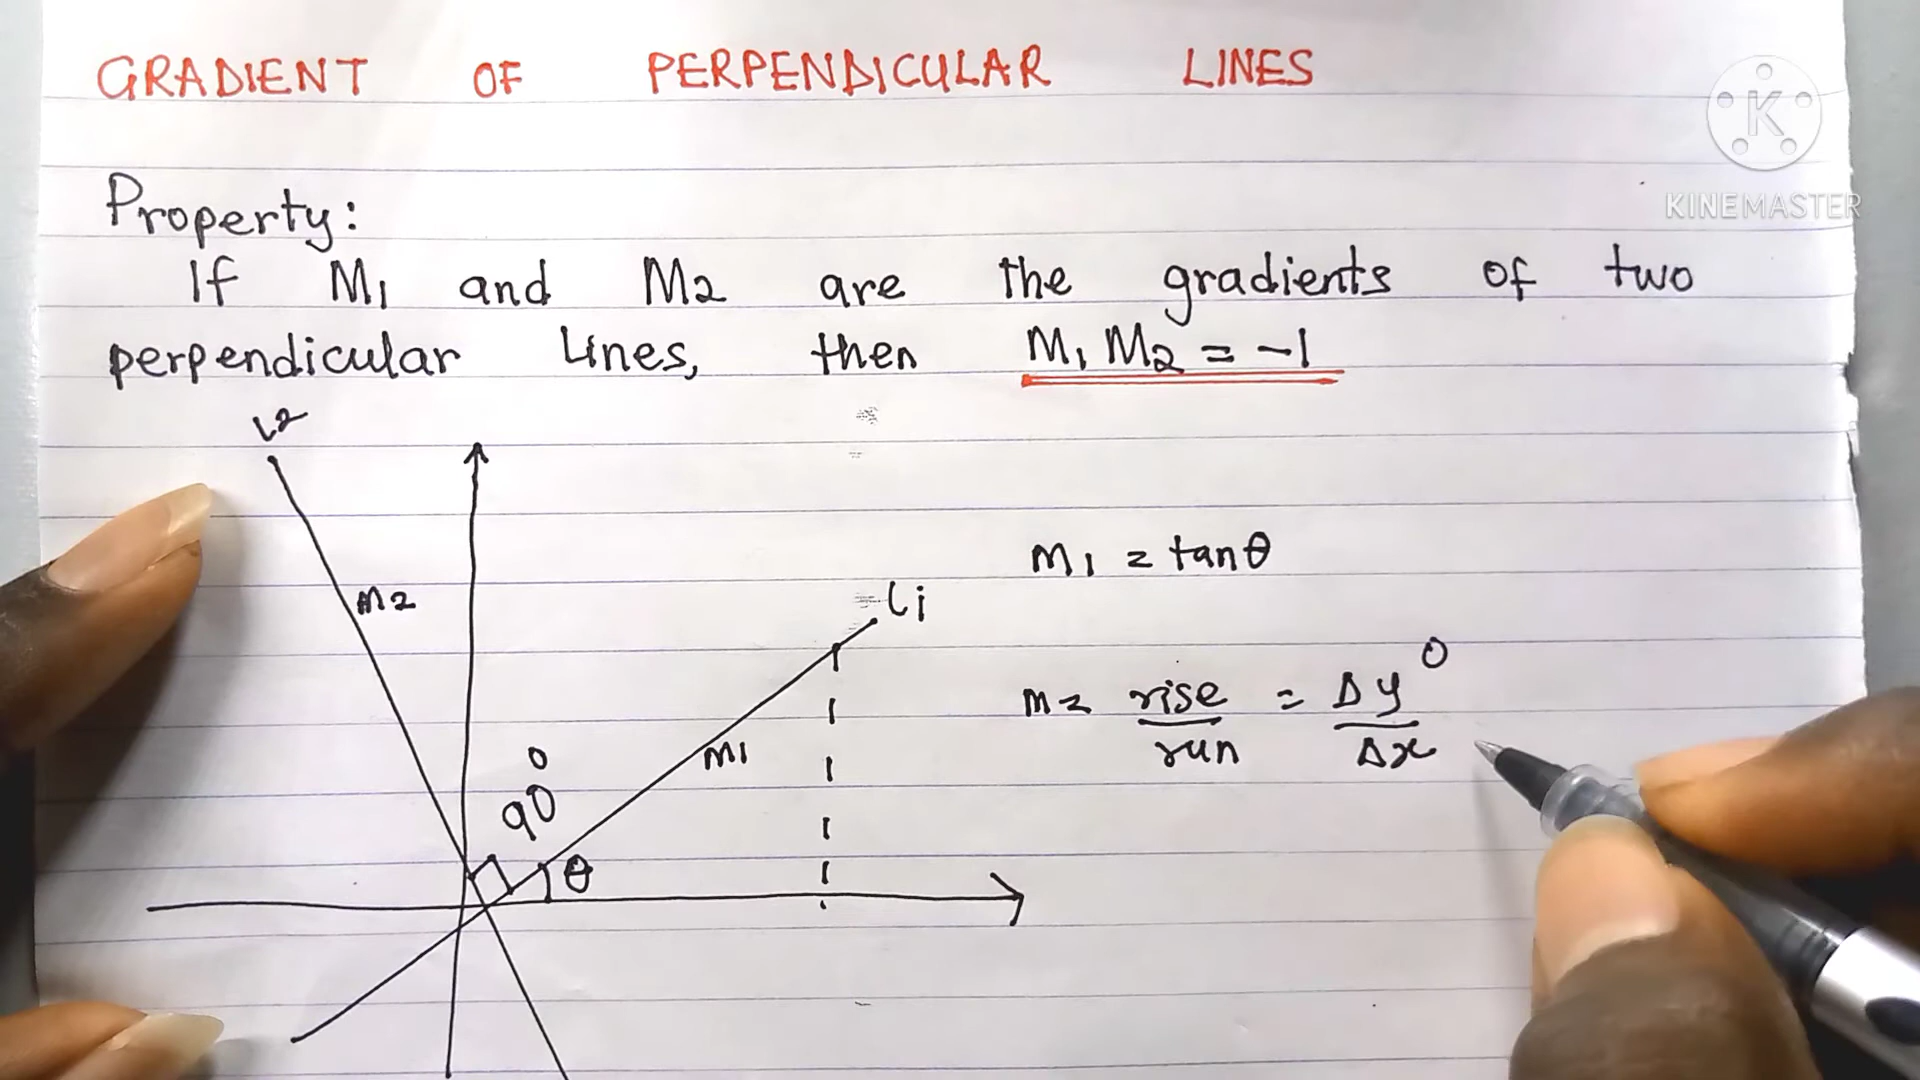 GRADIENT OF PERPENDICULAR LINES
K
KINEMASTER
Property:
If M1 and M2 are the gradients of two
perpendicular Lines, then M1 M2 = -1
L2
M1 = tanθ
M2
Li
M = rise/run = Δy/Δx O
M1
90°
θ